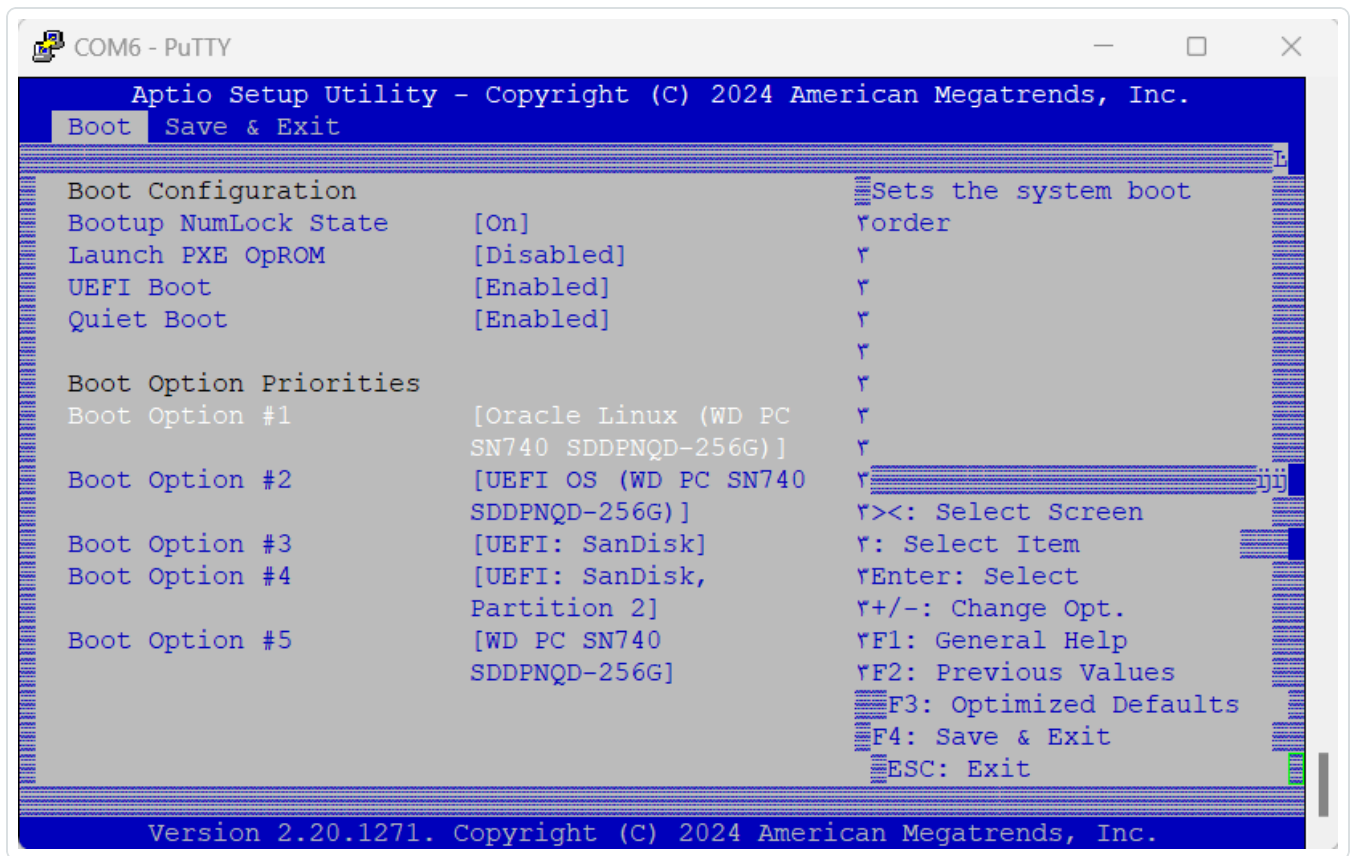 COM6 - PuTTY
Aptio Setup Utility - Copyright (C) 2024 American Megatrends, Inc.
Boot Save & Exit
Boot Configuration Sets the system boot
Bootup NumLock State [On] order
Launch PXE OpROM [Disabled]
UEFI Boot [Enabled]
Quiet Boot [Enabled]
Boot Option Priorities
Boot Option #1 [Oracle Linux (WD PC
SN740 SDDPNQD-256G)]
Boot Option #2 [UEFI OS (WD PC SN740
SDDPNQD-256G)] ><: Select Screen
Boot Option #3 [UEFI: SanDisk] : Select Item
Boot Option #4 [UEFI: SanDisk, Enter: Select
Partition 2] +/-: Change Opt.
Boot Option #5 [WD PC SN740 F1: General Help
SDDPNQD-256G] F2: Previous Values
F3: Optimized Defaults
F4: Save & Exit
ESC: Exit
Version 2.20.1271. Copyright (C) 2024 American Megatrends, Inc.